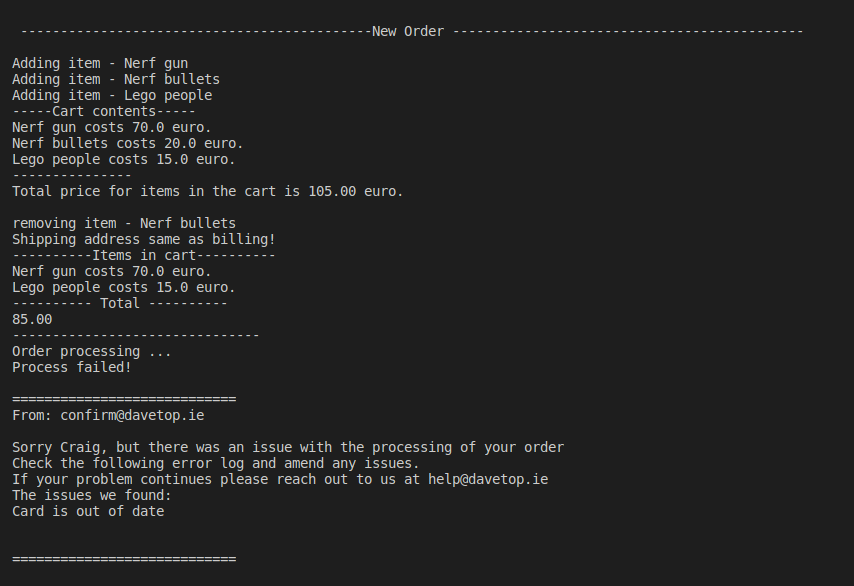 --------------------------------------------New Order --------------------------------------------
Adding item - Nerf gun
Adding item - Nerf bullets
Adding item - Lego people
-----Cart contents-----
Nerf gun costs 70.0 euro.
Nerf bullets costs 20.0 euro.
Lego people costs 15.0 euro.
---------------
Total price for items in the cart is 105.00 euro.
removing item - Nerf bullets
Shipping address same as billing!
----------Items in cart----------
Nerf gun costs 70.0 euro.
Lego people costs 15.0 euro.
---------- Total ----------
85.00
-------------------------------
Order processing ...
Process failed!
============================
From: confirm@davetop.ie
Sorry Craig, but there was an issue with the processing of your order
Check the following error log and amend any issues.
If your problem continues please reach out to us at help@davetop.ie
The issues we found:
Card is out of date
============================